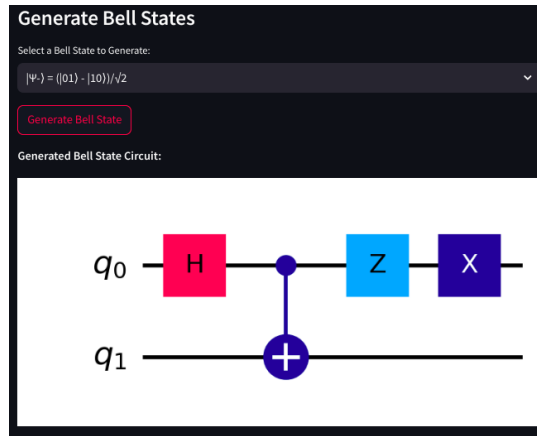 Generate Bell States
Select a Bell State to Generate:
|Ψ-⟩ = (|01⟩ - |10⟩)/√2
Generate Bell State
Generated Bell State Circuit:
q0 H Z X
q1